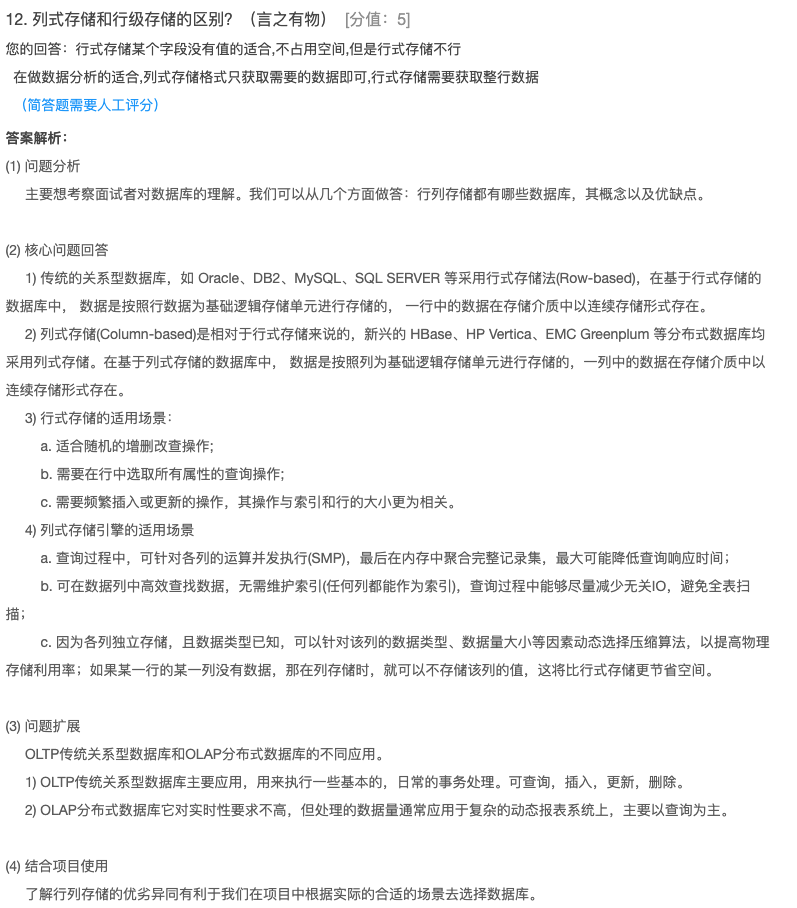 12. 列式存储和行级存储的区别？（言之有物） [分值：5]
您的回答：行式存储某个字段没有值的适合,不占用空间,但是行式存储不行
在做数据分析的适合,列式存储格式只获取需要的数据即可,行式存储需要获取整行数据
（简答题需要人工评分）
答案解析：
(1) 问题分析
主要想考察面试者对数据库的理解。我们可以从几个方面做答：行列存储都有哪些数据库，其概念以及优缺点。
(2) 核心问题回答
1) 传统的关系型数据库，如 Oracle、DB2、MySQL、SQL SERVER 等采用行式存储法(Row-based)，在基于行式存储的
数据库中， 数据是按照行数据为基础逻辑存储单元进行存储的， 一行中的数据在存储介质中以连续存储形式存在。
2) 列式存储(Column-based)是相对于行式存储来说的，新兴的 HBase、HP Vertica、EMC Greenplum 等分布式数据库均
采用列式存储。在基于列式存储的数据库中， 数据是按照列为基础逻辑存储单元进行存储的，一列中的数据在存储介质中以
连续存储形式存在。
3) 行式存储的适用场景：
a. 适合随机的增删改查操作;
b. 需要在行中选取所有属性的查询操作;
c. 需要频繁插入或更新的操作，其操作与索引和行的大小更为相关。
4) 列式存储引擎的适用场景
a. 查询过程中，可针对各列的运算并发执行(SMP)，最后在内存中聚合完整记录集，最大可能降低查询响应时间；
b. 可在数据列中高效查找数据，无需维护索引(任何列都能作为索引)，查询过程中能够尽量减少无关IO，避免全表扫
描；
c. 因为各列独立存储，且数据类型已知，可以针对该列的数据类型、数据量大小等因素动态选择压缩算法，以提高物理
存储利用率；如果某一行的某一列没有数据，那在列存储时，就可以不存储该列的值，这将比行式存储更节省空间。
(3) 问题扩展
OLTP传统关系型数据库和OLAP分布式数据库的不同应用。
1) OLTP传统关系型数据库主要应用，用来执行一些基本的，日常的事务处理。可查询，插入，更新，删除。
2) OLAP分布式数据库它对实时性要求不高，但处理的数据量通常应用于复杂的动态报表系统上，主要以查询为主。
(4) 结合项目使用
了解行列存储的优劣异同有利于我们在项目中根据实际的合适的场景去选择数据库。